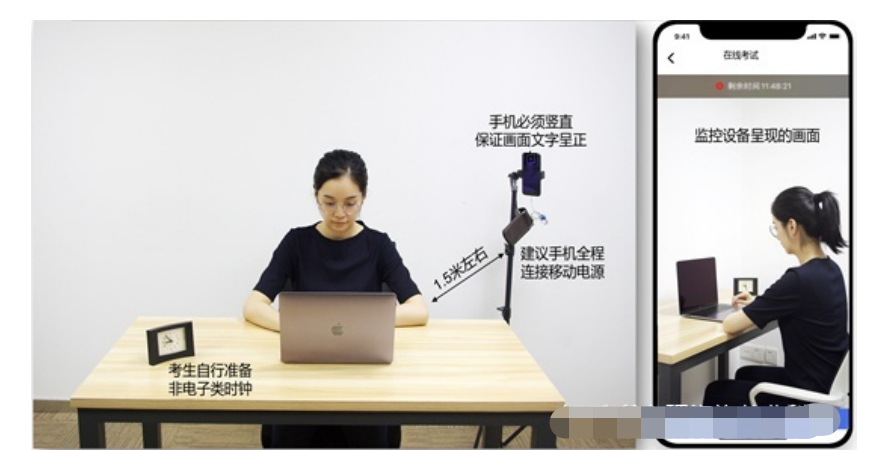 手机必须竖直
保证画面文字呈正
1.5米左右
建议手机全程
连接移动电源
考生自行准备
非电子类时钟
9:41
在线考试
剩余时间 11:48:21
监控设备呈现的画面